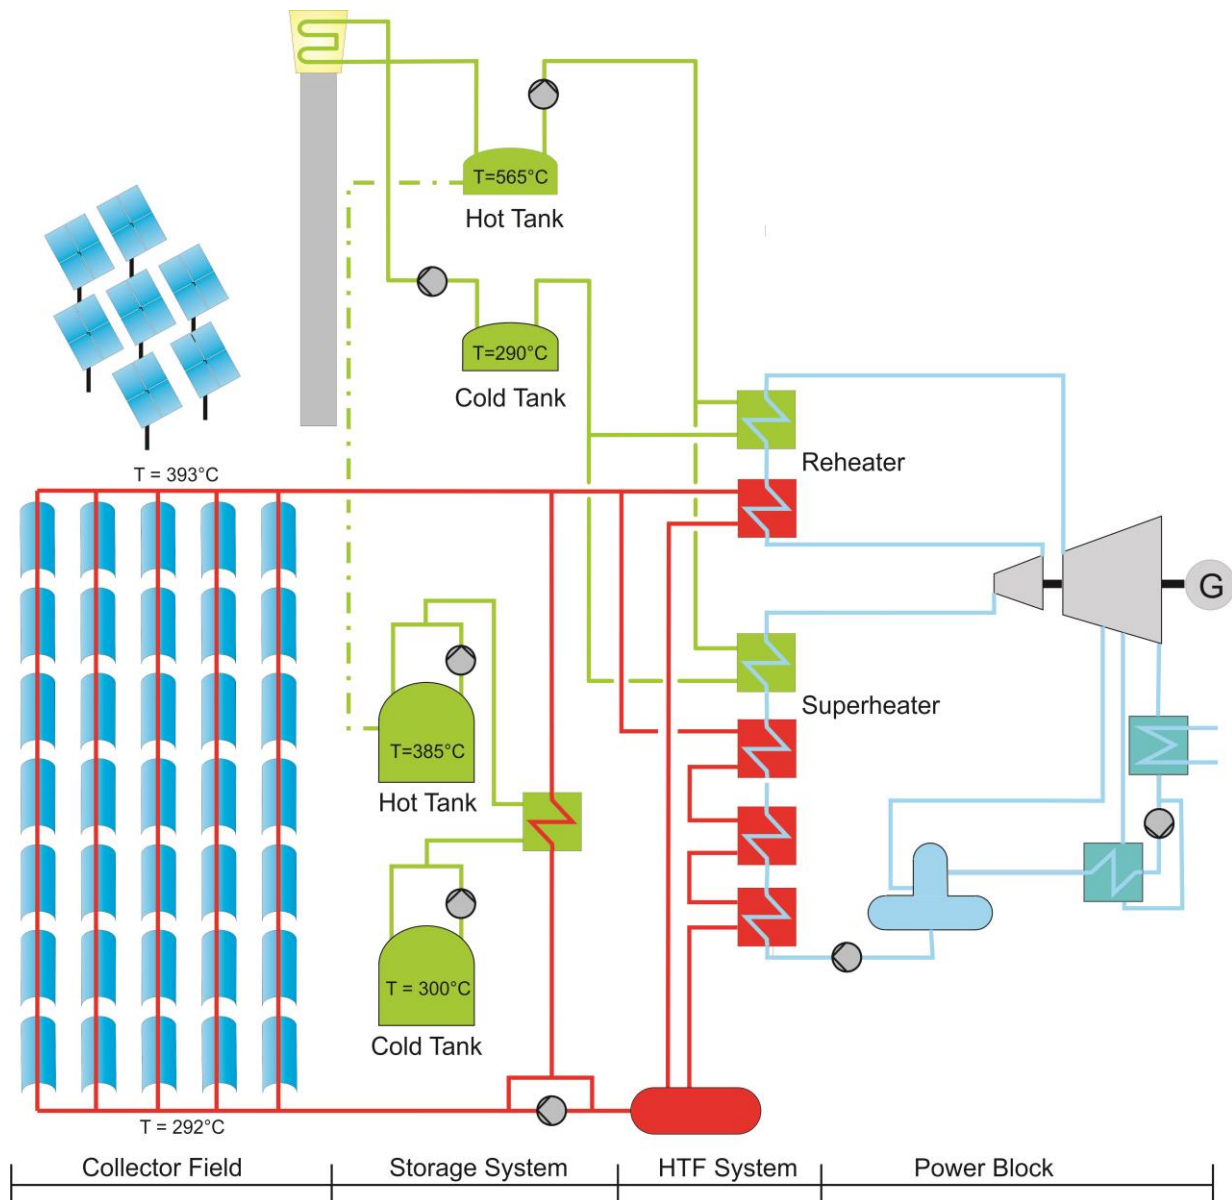 T=565°C
Hot Tank
T=290°C
Cold Tank
Reheater
T = 393°C
G
Superheater
T=385°C
Hot Tank
T = 300°C
Cold Tank
T = 292°C
Collector Field
Storage System
HTF System
Power Block